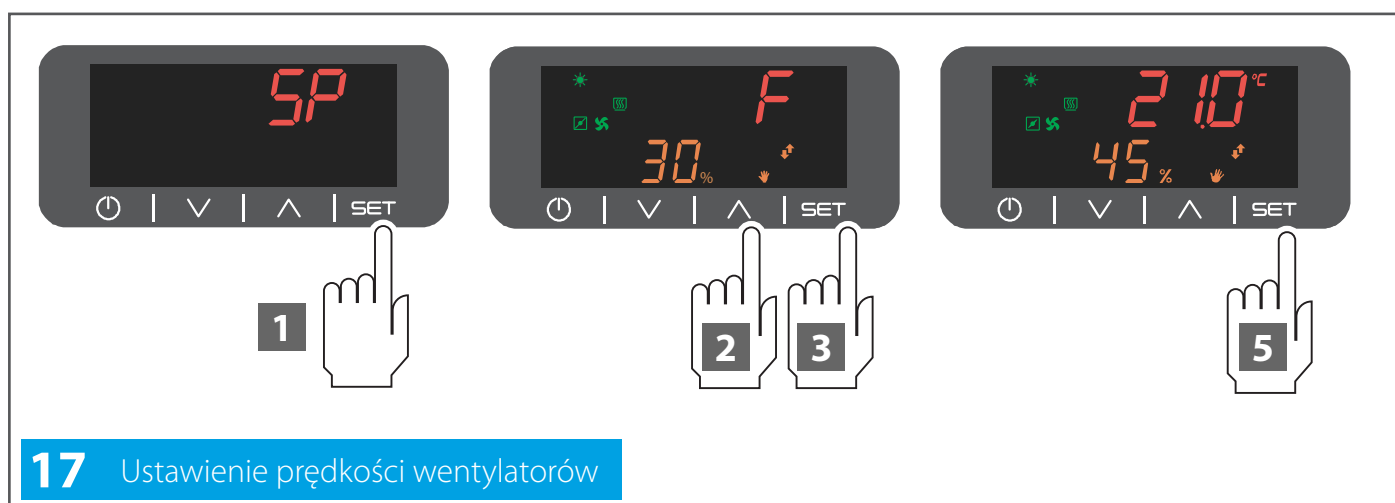 SP
SET
1
F
30%
SET
2
3
21.0 °C
45 %
SET
5
17 Ustawienie prędkości wentylatorów